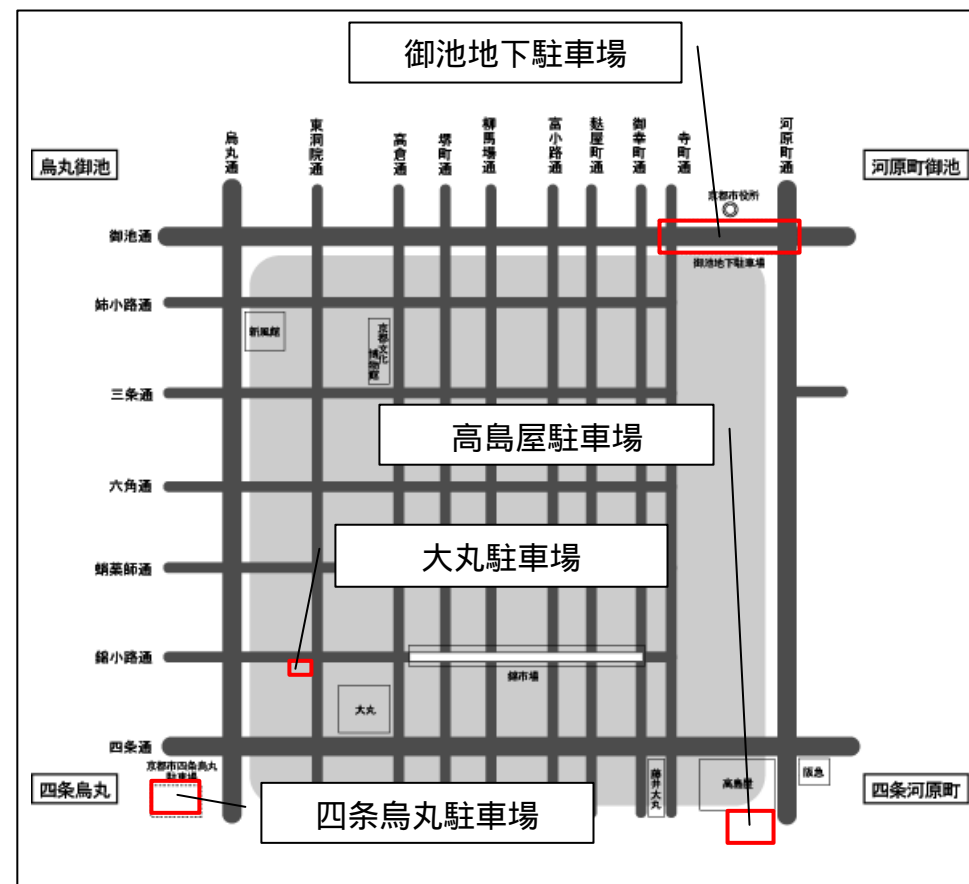 御池地下駐車場
烏丸御池
烏丸通
東洞院通
高倉通
堺町通
柳馬場通
富小路通
麩屋町通
御幸町通
寺町通
河原町通
河原町御池
京都市役所
御池通
御池地下駐車場
姉小路通
新風館
京都文化
博物館
三条通
高島屋駐車場
六角通
大丸駐車場
蛸薬師通
錦小路通
錦市場
大丸
四条通
京都市四条烏丸
駐車場
四条烏丸
四条烏丸駐車場
藤井大丸
高島屋
阪急
四条河原町